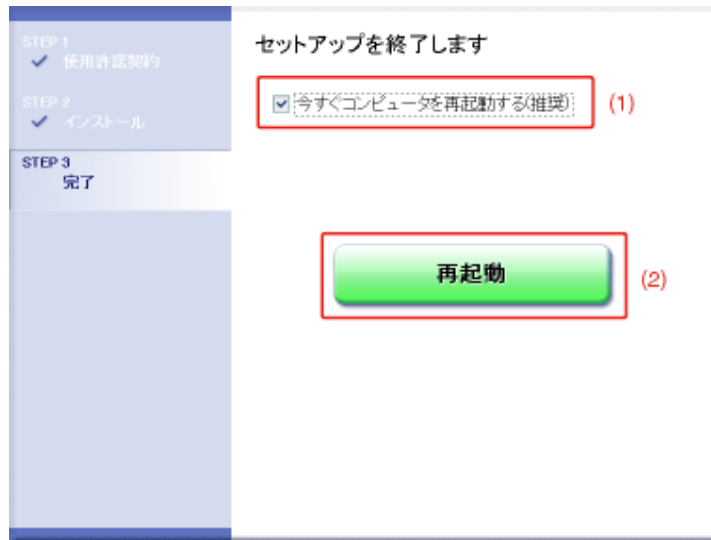 STEP 1
使用許諾契約
STEP 2
インストール
STEP 3
完了
セットアップを終了します
今すぐコンピュータを再起動する(推奨)
(1)
再起動
(2)